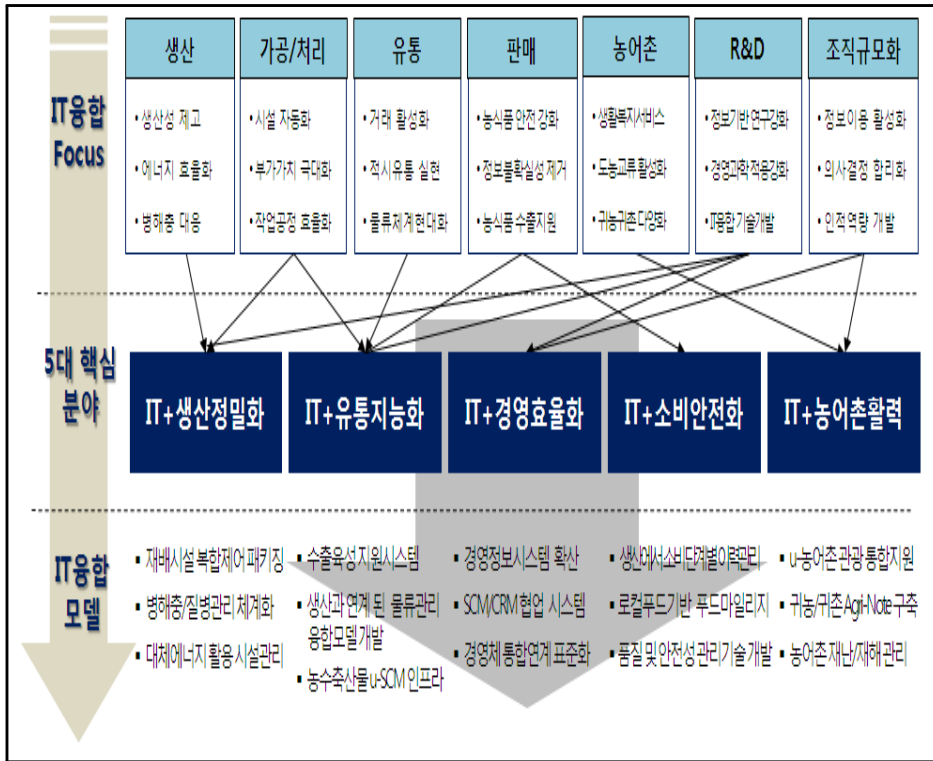 IT융합
Focus
생산
• 생산성 제고
• 에너지 효율화
• 병해충 대응
가공/처리
• 시설 자동화
• 부가가치 극대화
• 작업공정 효율화
유통
• 거래 활성화
• 적시유통 실현
• 물류체계현대화
판매
• 농식품 안전 강화
• 정보불확실성 제거
• 농식품 수출지원
농어촌
• 생활복지서비스
• 도농교류 활성화
• 귀농귀촌 다양화
R&D
• 정보기반 연구강화
• 경영과학 적용강화
• IT융합 기술개발
조직규모화
• 정보이용 활성화
• 의사결정 합리화
• 인적역량 개발
5대 핵심
분야
IT+생산정밀화
IT+유통지능화
IT+경영효율화
IT+소비안전화
IT+농어촌활력
IT융합
모델
▪ 재배시설 복합제어 패키징
▪ 병해충/질병관리 체계화
▪ 대체에너지 활용 시설관리
▪ 수출육성 지원시스템
▪ 생산과 연계 된 물류관리
융합모델 개발
▪ 농수축산물 u-SCM 인프라
▪ 경영정보시스템 확산
▪ SCM/CRM 협업 시스템
▪ 경영체 통합연계 표준화
▪ 생산에서 소비단계별 이력관리
▪ 로컬푸드기반 푸드마일리지
▪ 품질 및 안전성 관리기술 개발
▪ u-농어촌 관광 통합지원
▪ 귀농/귀촌 Agri-Note 구축
▪ 농어촌 재난/재해 관리